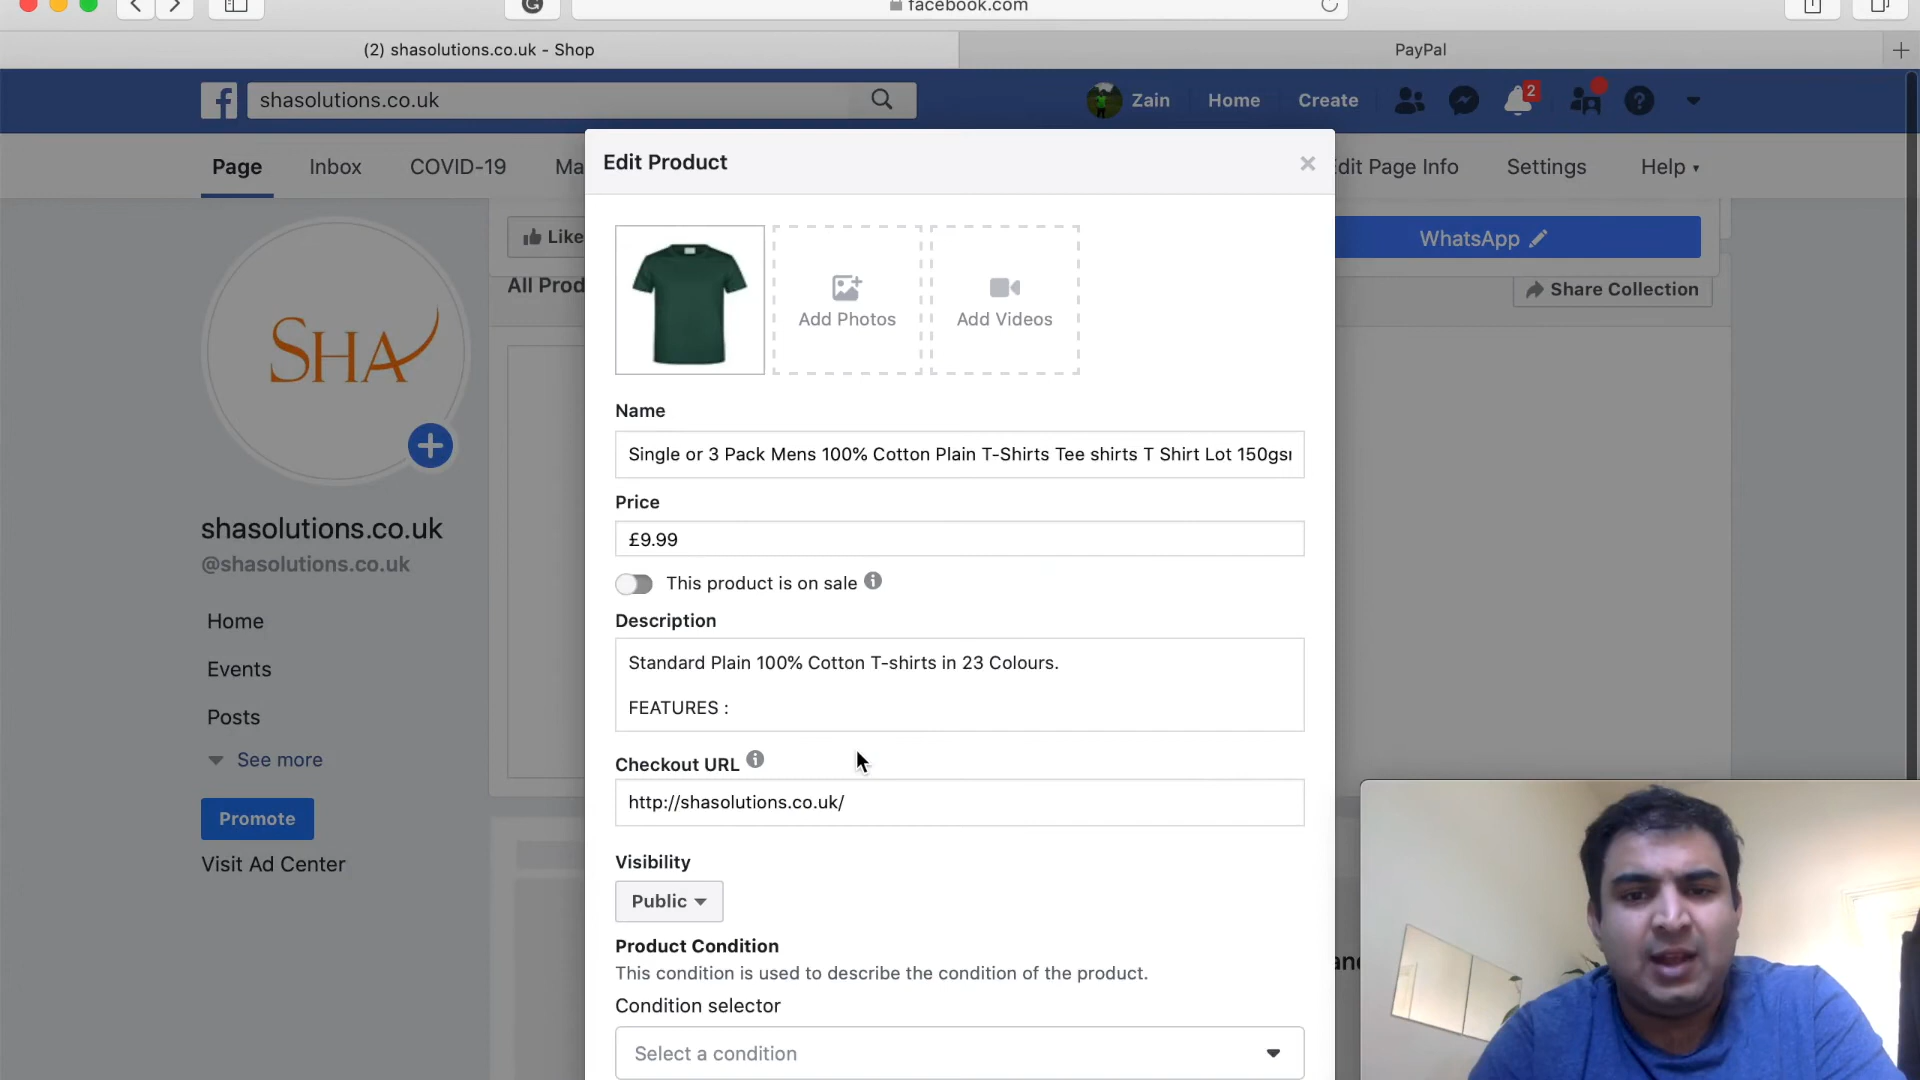 facebook.com
(2) shasolutions.co.uk - Shop
PayPal
shasolutions.co.uk
Zain
Home
Create
2
Page
Inbox
COVID-19
Ma
Edit Product
dit Page Info
Settings
Help
Like
WhatsApp
All Prod
Share Collection
SHA
Add Photos
Add Videos
Name
Single or 3 Pack Mens 100% Cotton Plain T-Shirts Tee shirts T Shirt Lot 150gs
Price
£9.99
This product is on sale
Description
Standard Plain 100% Cotton T-shirts in 23 Colours.
FEATURES :
Checkout URL
http://shasolutions.co.uk/
Visibility
Public
Product Condition
This condition is used to describe the condition of the product.
Condition selector
Select a condition
shasolutions.co.uk
@shasolutions.co.uk
Home
Events
Posts
See more
Promote
Visit Ad Center